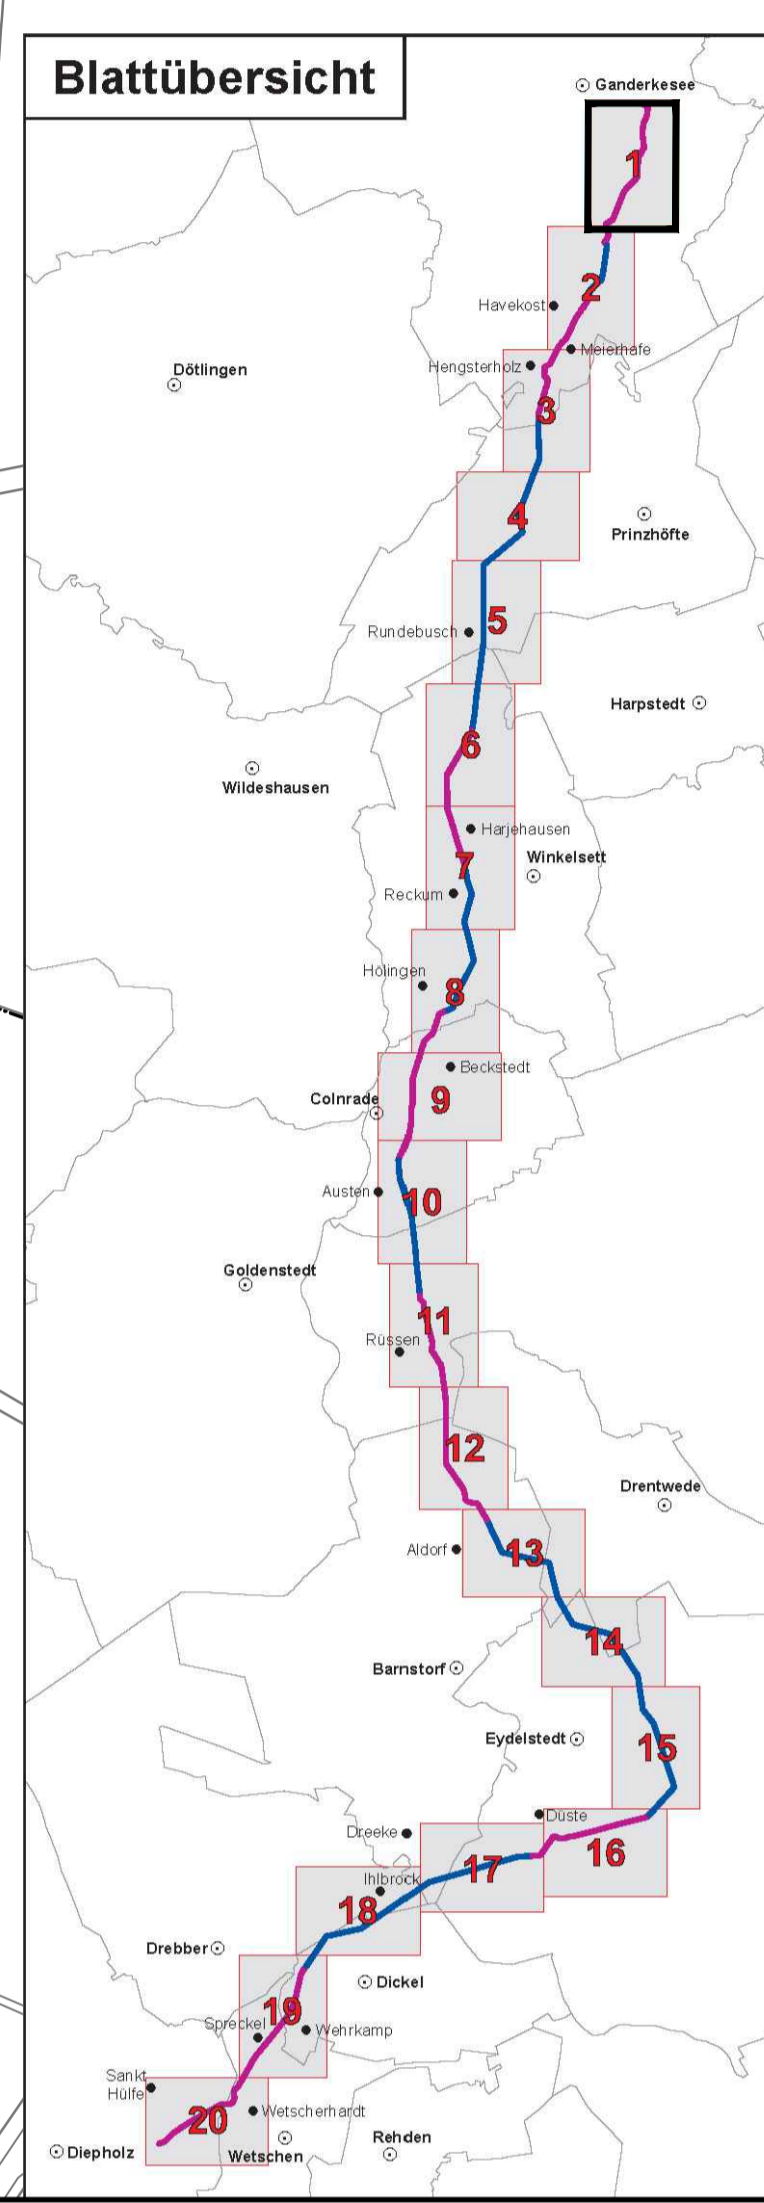 Blattübersicht
Ganderkesee
1
2
Havekost
Meierhafe
Hengsterholz
Dötlingen
3
4
Prinzhöfte
5
Rundebusch
Harpstedt
6
Wildeshausen
Harjehausen
Winkelsett
7
Reckum
Hölingen
8
Beckstedt
Colnrade
9
Austen
10
Goldenstedt
11
Rüssen
12
Drentwede
Aldorf
13
14
Barnstorf
Eydelstedt
15
Düste
Dreeke
16
17
Ihlbrock
18
Drebber
Dickel
19
Spreckel
Wehrkamp
Sankt
Hülfe
Wetscherhardt
20
Diepholz
Wetschen
Rehden